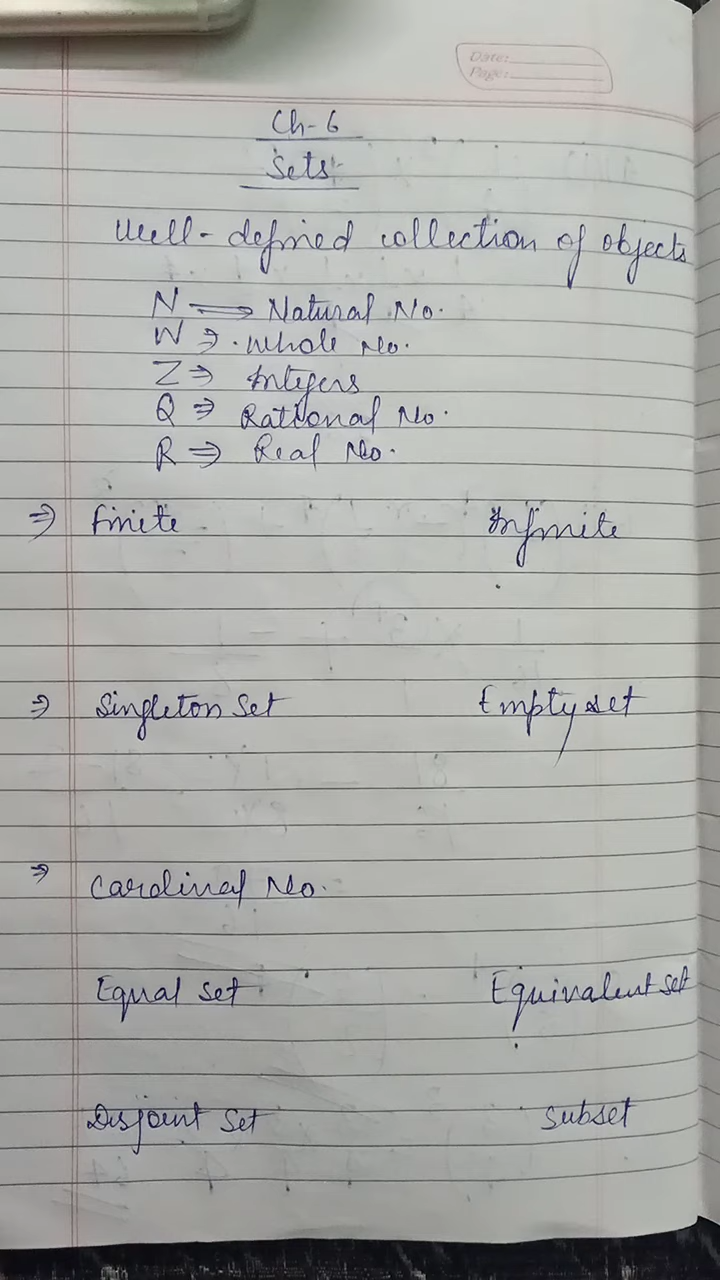 Date:
Page:
Ch-6
Sets:
Well-defined collection of objects
N ⟹ Natural No.
W ⇒ Whole No.
Z ⇒ Integers
Q ⇒ Rational No.
R ⇒ Real No.
⇒ Finite Infinite
⇒ Singleton Set Empty set
⇒ Cardinal No.
Equal Set Equivalent Set
Disjoint Set Subset